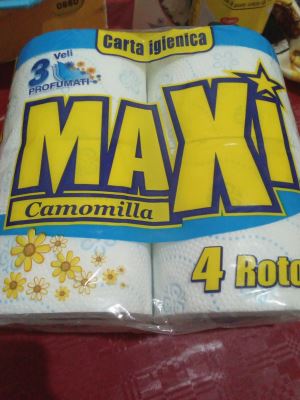 Carta igienica
3 Veli
PROFUMATI
MAXI
Camomilla
4 Roto